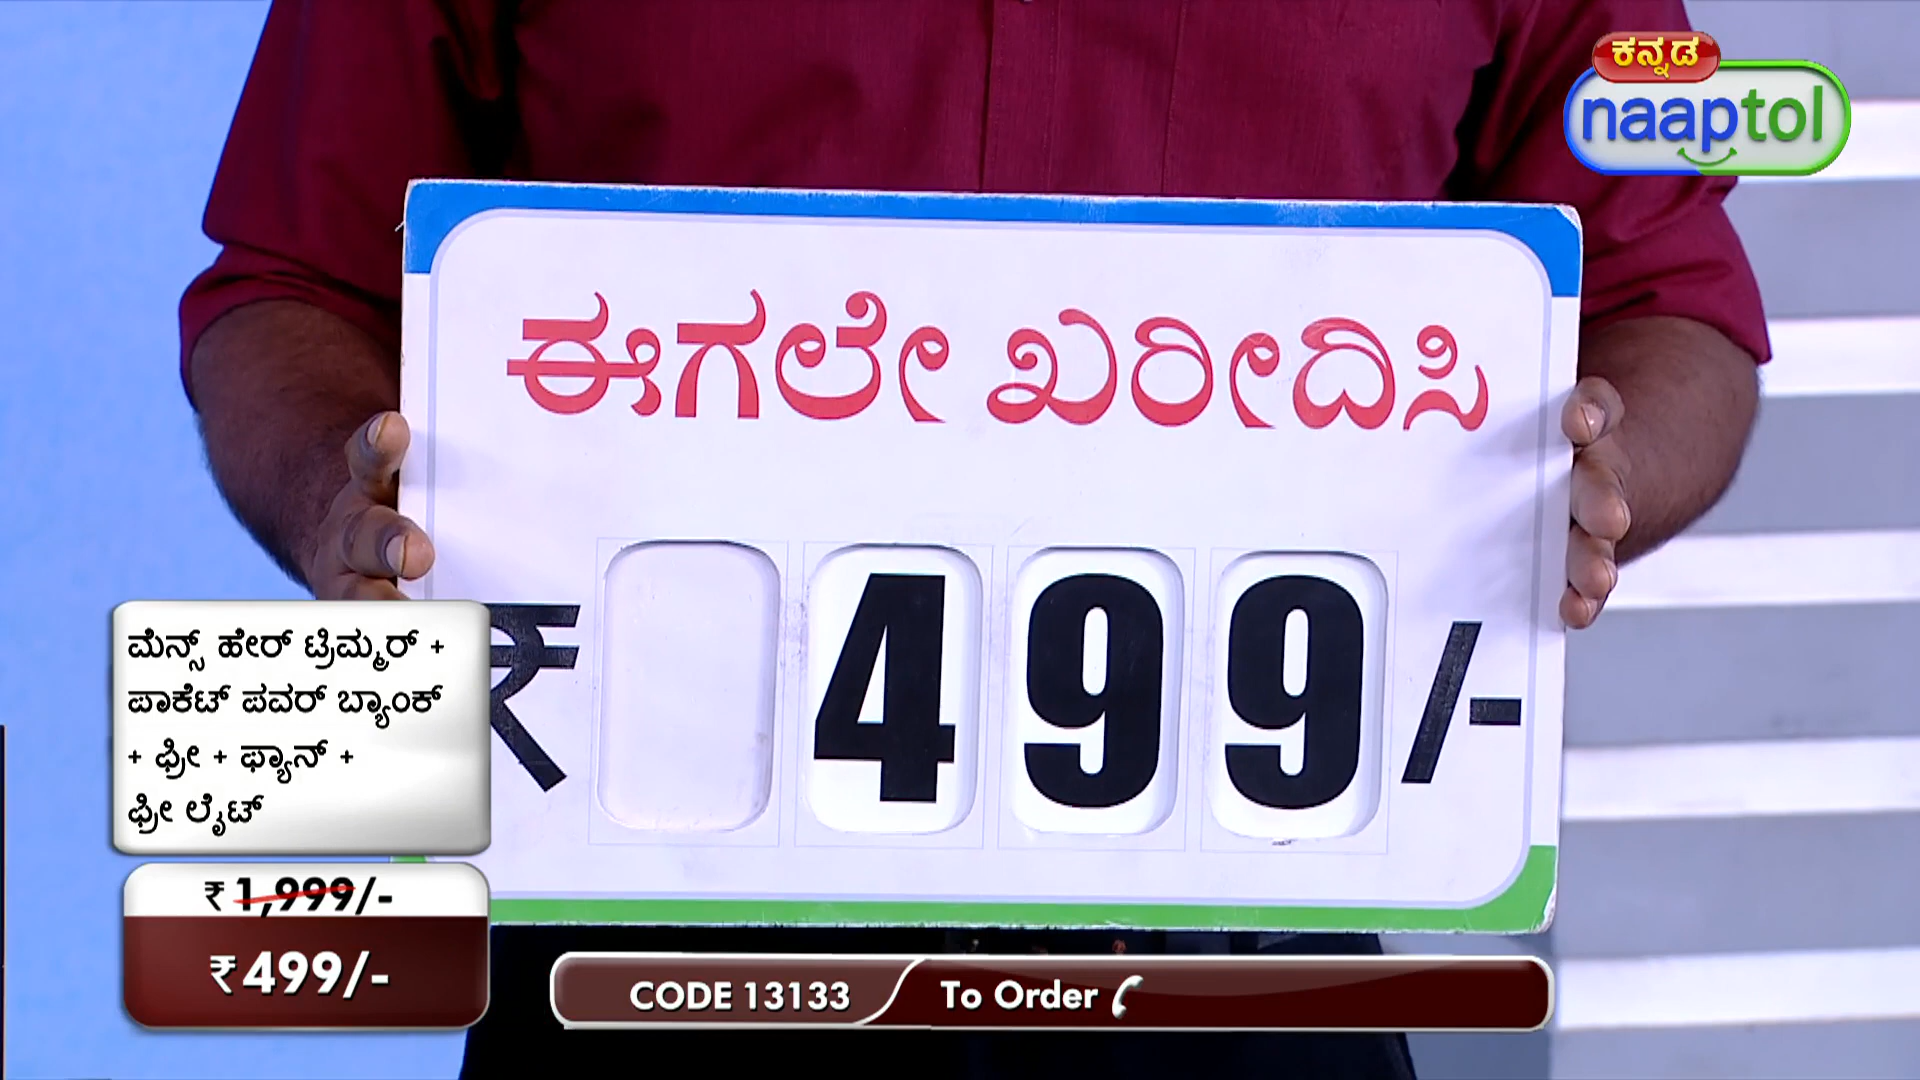 ಕನ್ನಡ
naaptol
ಈಗಲೇ ಖರೀದಿಸಿ
₹ 499/-
ಮೆನ್ಸ್ ಹೇರ್ ಟ್ರಿಮ್ಮರ್ +
ಪಾಕೆಟ್ ಪವರ್ ಬ್ಯಾಂಕ್
+ ಫ್ರೀ + ಫ್ಯಾನ್ +
ಫ್ರೀ ಲೈಟ್
₹ 1,999/-
₹499/-
CODE 13133 To Order